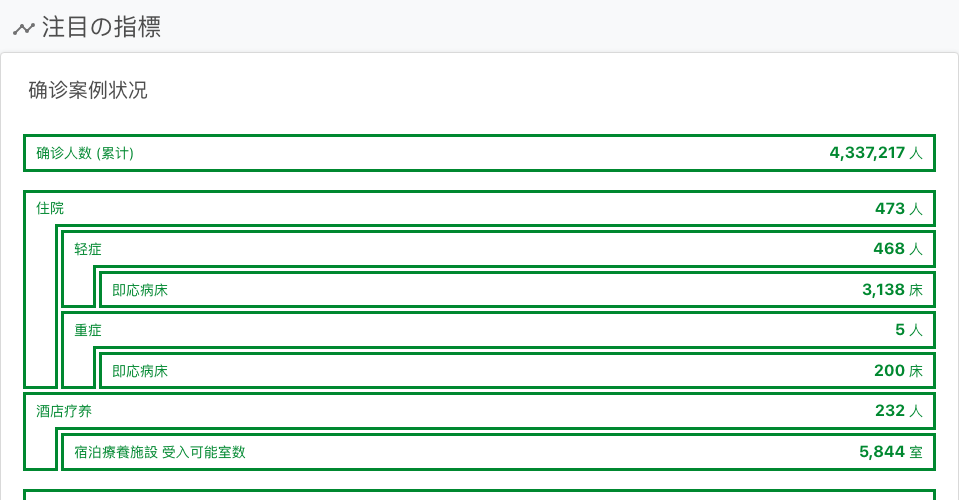 注目の指標
确诊案例状况
确诊人数 (累计) 4,337,217 人
住院 473 人
轻症 468 人
即応病床 3,138 床
重症 5 人
即応病床 200 床
酒店疗养 232 人
宿泊療養施設 受入可能室数 5,844 室